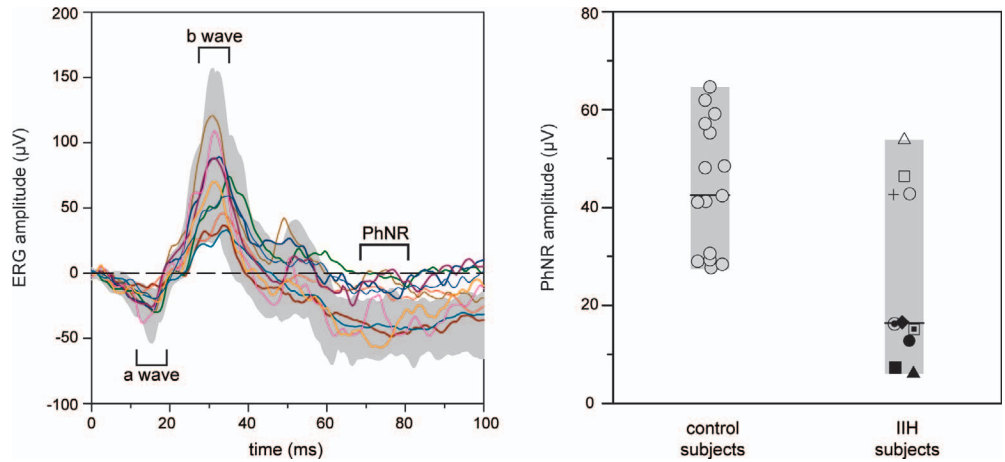 200
150
100
50
0
-50
-100
ERG amplitude (µV)
b wave
PhNR
a wave
0
20
40
60
80
100
time (ms)
80
60
40
20
0
PhNR amplitude (µV)
control
subjects
IIH
subjects